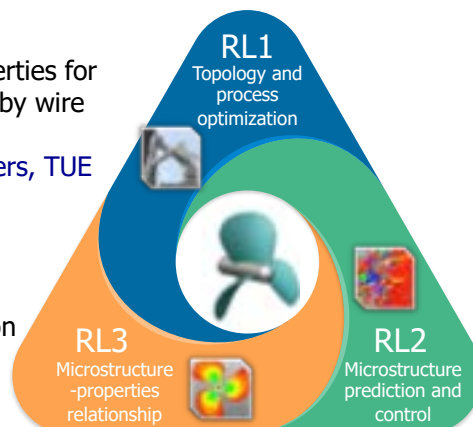 erties for
by wire
ers, TUE
on
RL1
Topology and
process
optimization
RL3
Microstructure
-properties
relationship
RL2
Microstructure
prediction and
control